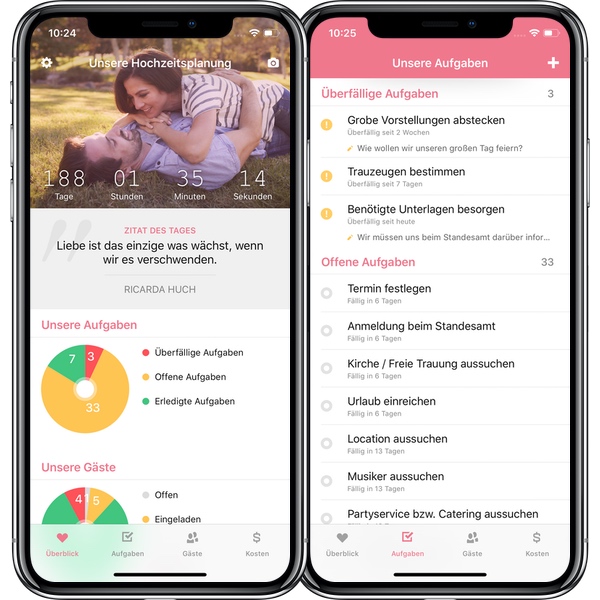 10:24
Unsere Hochzeitsplanung
188 01 35 14
Tage Stunden Minuten Sekunden
ZITAT DES TAGES
Liebe ist das einzige was wächst, wenn
wir es verschwenden.
RICARDA HUCH
Unsere Aufgaben
7 3
33
Überfällige Aufgaben
Offene Aufgaben
Erledigte Aufgaben
Unsere Gäste
4 1 5
Offen
Eingeladen
Überblick Aufgaben Gäste Kosten
10:25
Unsere Aufgaben
Überfällige Aufgaben 3
Grobe Vorstellungen abstecken
Überfällig seit 2 Wochen
Wie wollen wir unseren großen Tag feiern?
Trauzeugen bestimmen
Überfällig seit 7 Tagen
Benötigte Unterlagen besorgen
Überfällig seit heute
Wir müssen uns beim Standesamt darüber infor...
Offene Aufgaben 33
Termin festlegen
Fällig in 6 Tagen
Anmeldung beim Standesamt
Fällig in 6 Tagen
Kirche / Freie Trauung aussuchen
Fällig in 6 Tagen
Urlaub einreichen
Fällig in 6 Tagen
Location aussuchen
Fällig in 13 Tagen
Musiker aussuchen
Fällig in 13 Tagen
Partyservice bzw. Catering aussuchen
Überblick Aufgaben Gäste Kosten